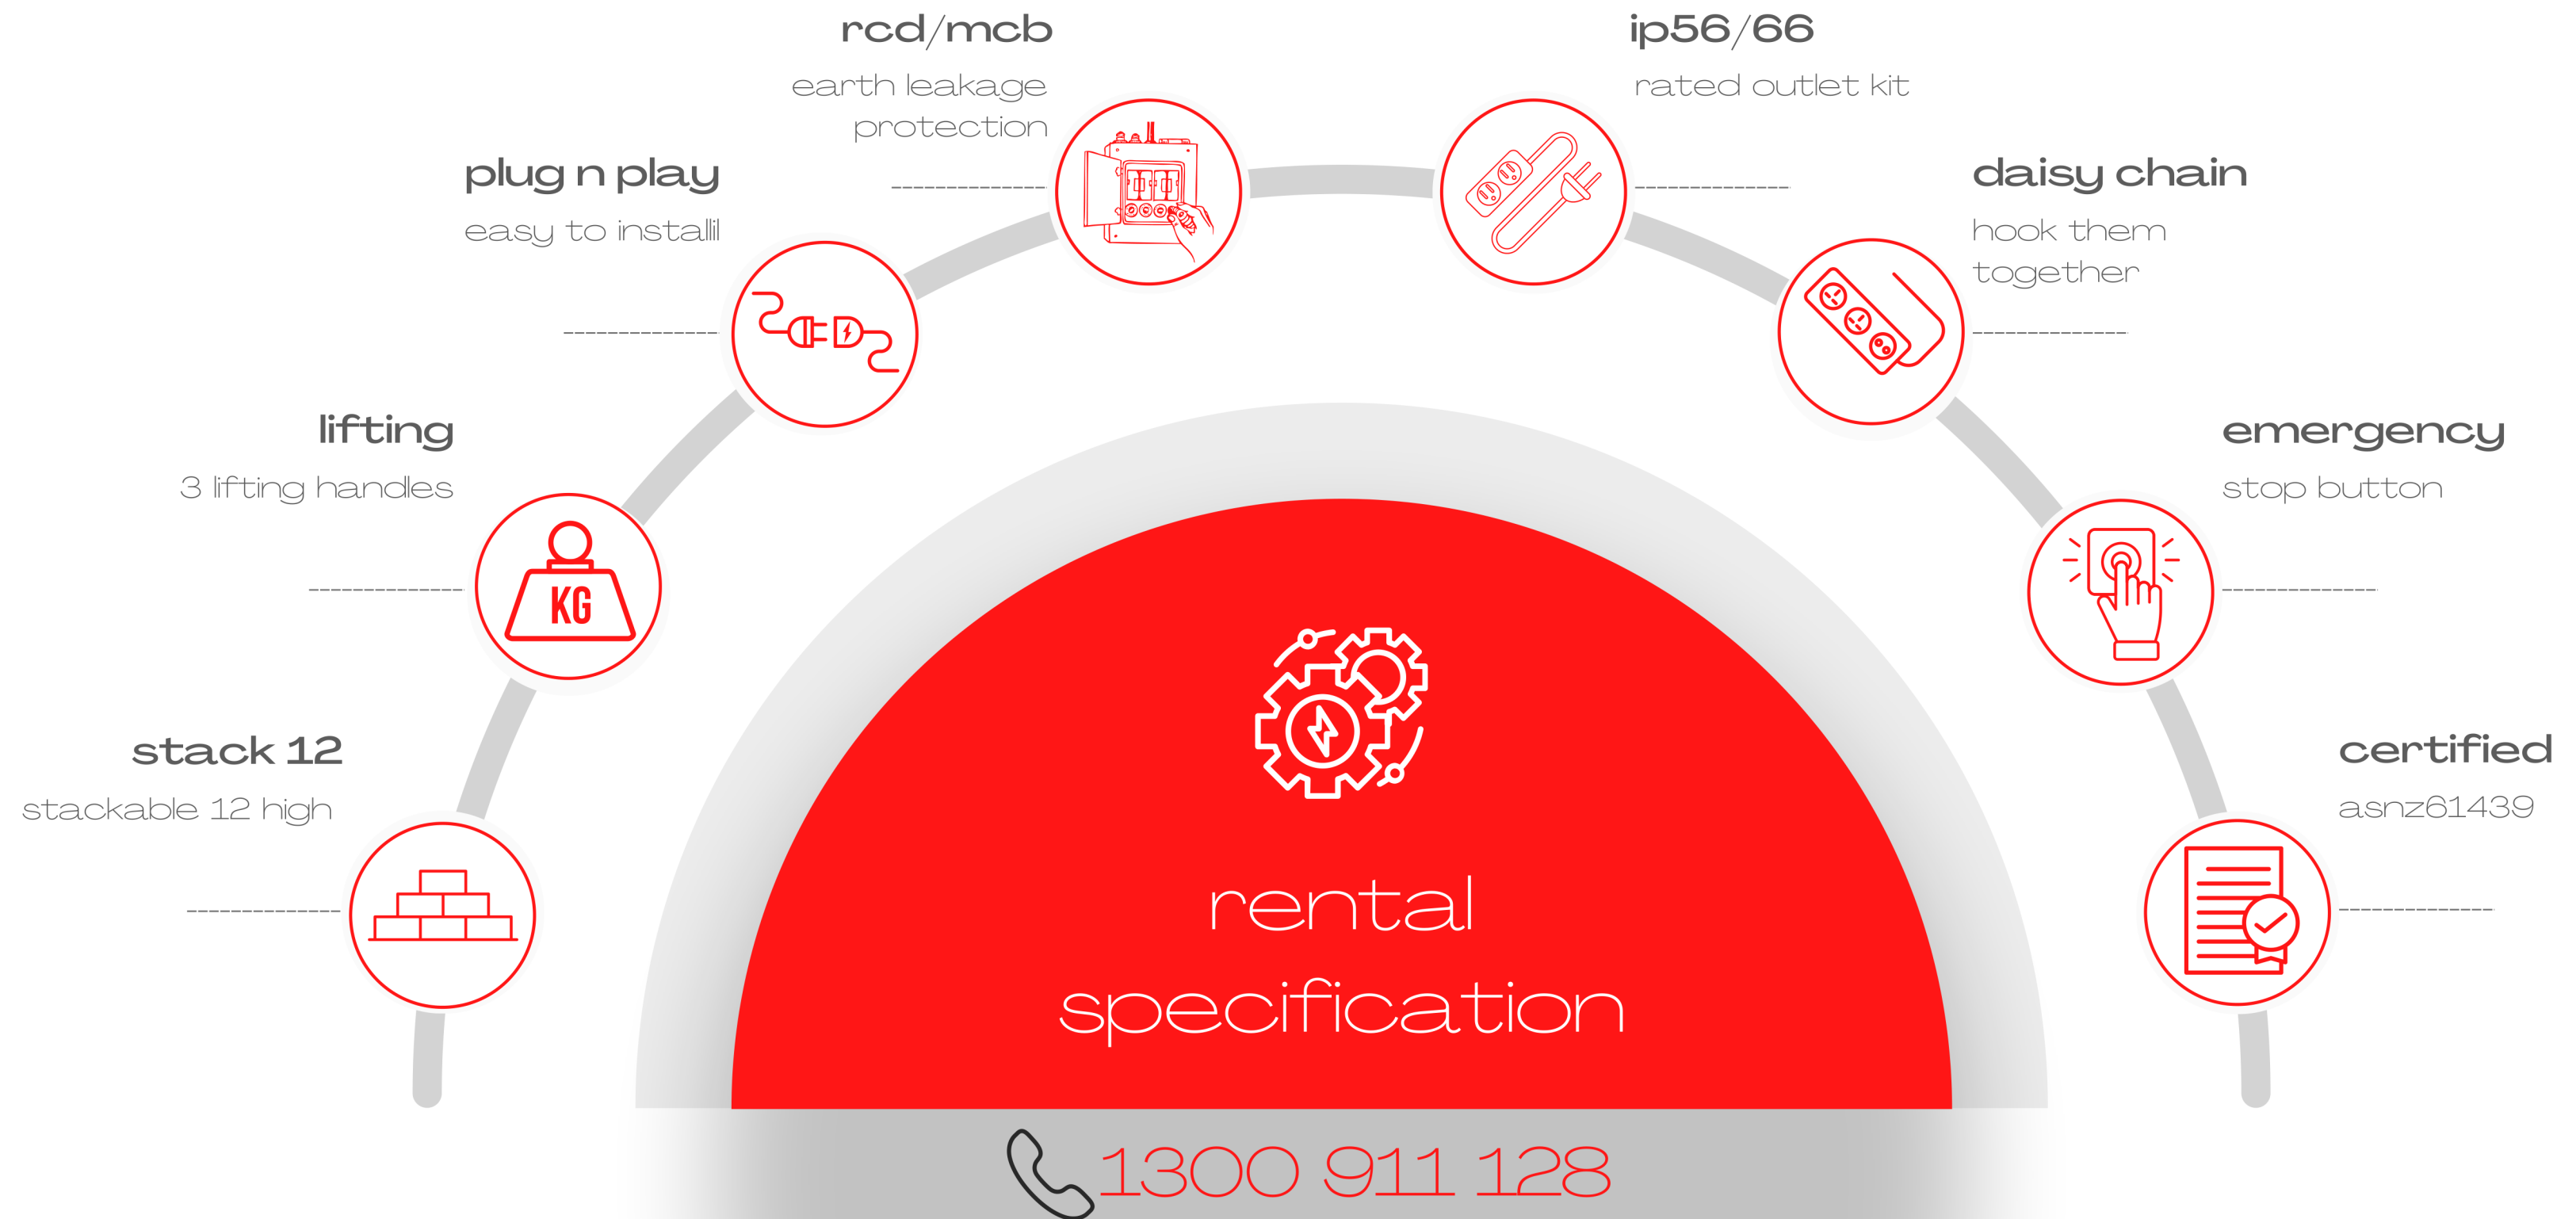 stack 12
stackable 12 high
lifting
3 lifting handles
KG
plug n play
easy to installil
rcd/mcb
earth leakage
protection
ip56/66
rated outlet kit
daisy chain
hook them
together
emergency
stop button
certified
asnz61439
rental
specification
1300 911 128